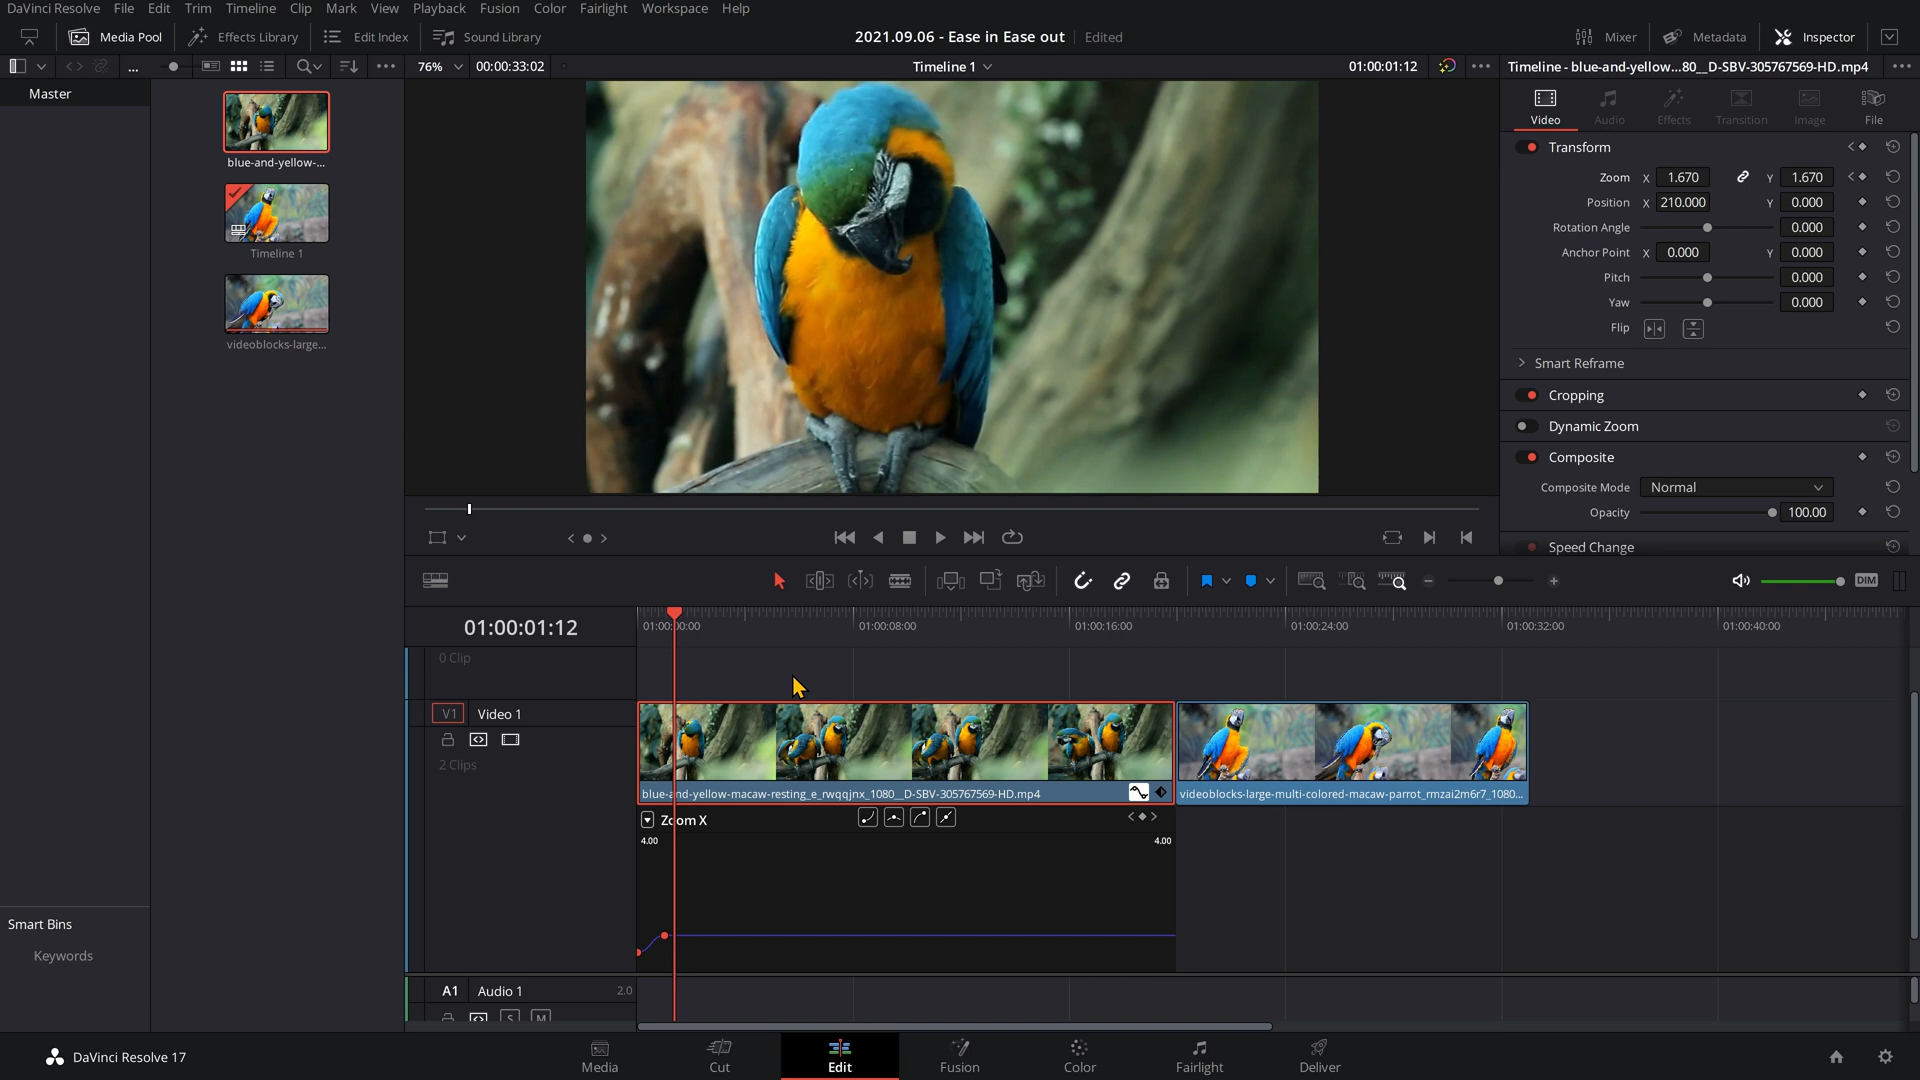 DaVinci Resolve File Edit Trim Timeline Clip Mark View Playback Fusion Color Fairlight Workspace Help
Media Pool Effects Library Edit Index Sound Library 2021.09.06 - Ease in Ease out Edited Mixer Metadata Inspector
76% 00:00:33:02 Timeline 1 01:00:01:12 Timeline - blue-and-yellow...80__D-SBV-305767569-HD.mp4
Master
blue-and-yellow-...
Timeline 1
videoblocks-large...
Smart Bins
Keywords
Video Audio Effects Transition Image File
Transform
Zoom X 1.670 Y 1.670
Position X 210.000 Y 0.000
Rotation Angle 0.000
Anchor Point X 0.000 Y 0.000
Pitch 0.000
Yaw 0.000
Flip
Smart Reframe
Cropping
Dynamic Zoom
Composite
Composite Mode Normal
Opacity 100.00
Speed Change
DIM
01:00:01:12
01:00:00:00 01:00:08:00 01:00:16:00 01:00:24:00 01:00:32:00 01:00:40:00
0 Clip
V1 Video 1
2 Clips
blue-and-yellow-macaw-resting_e_rwqqjnx_1080__D-SBV-305767569-HD.mp4
videoblocks-large-multi-colored-macaw-parrot_rmzai2m6r7_1080...
Zoom X
4.00 4.00
A1 Audio 1 2.0
S M
DaVinci Resolve 17
Media Cut Edit Fusion Color Fairlight Deliver